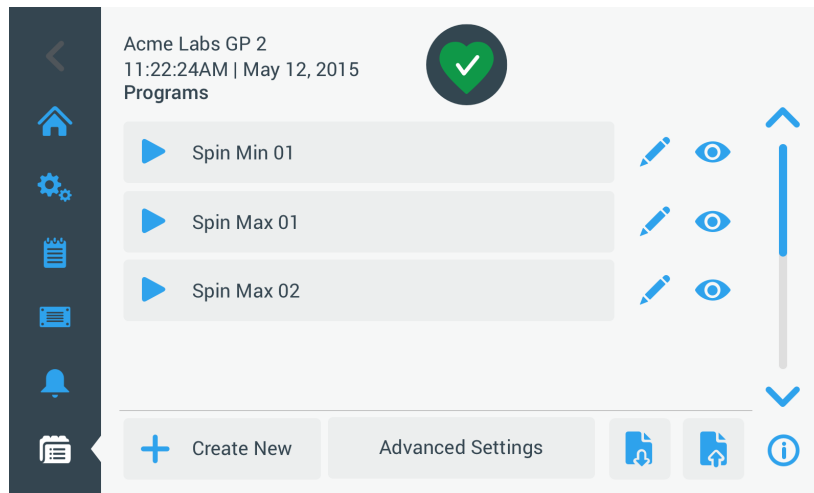 Acme Labs GP 2
11:22:24AM | May 12, 2015
Programs
Spin Min 01
Spin Max 01
Spin Max 02
Create New
Advanced Settings